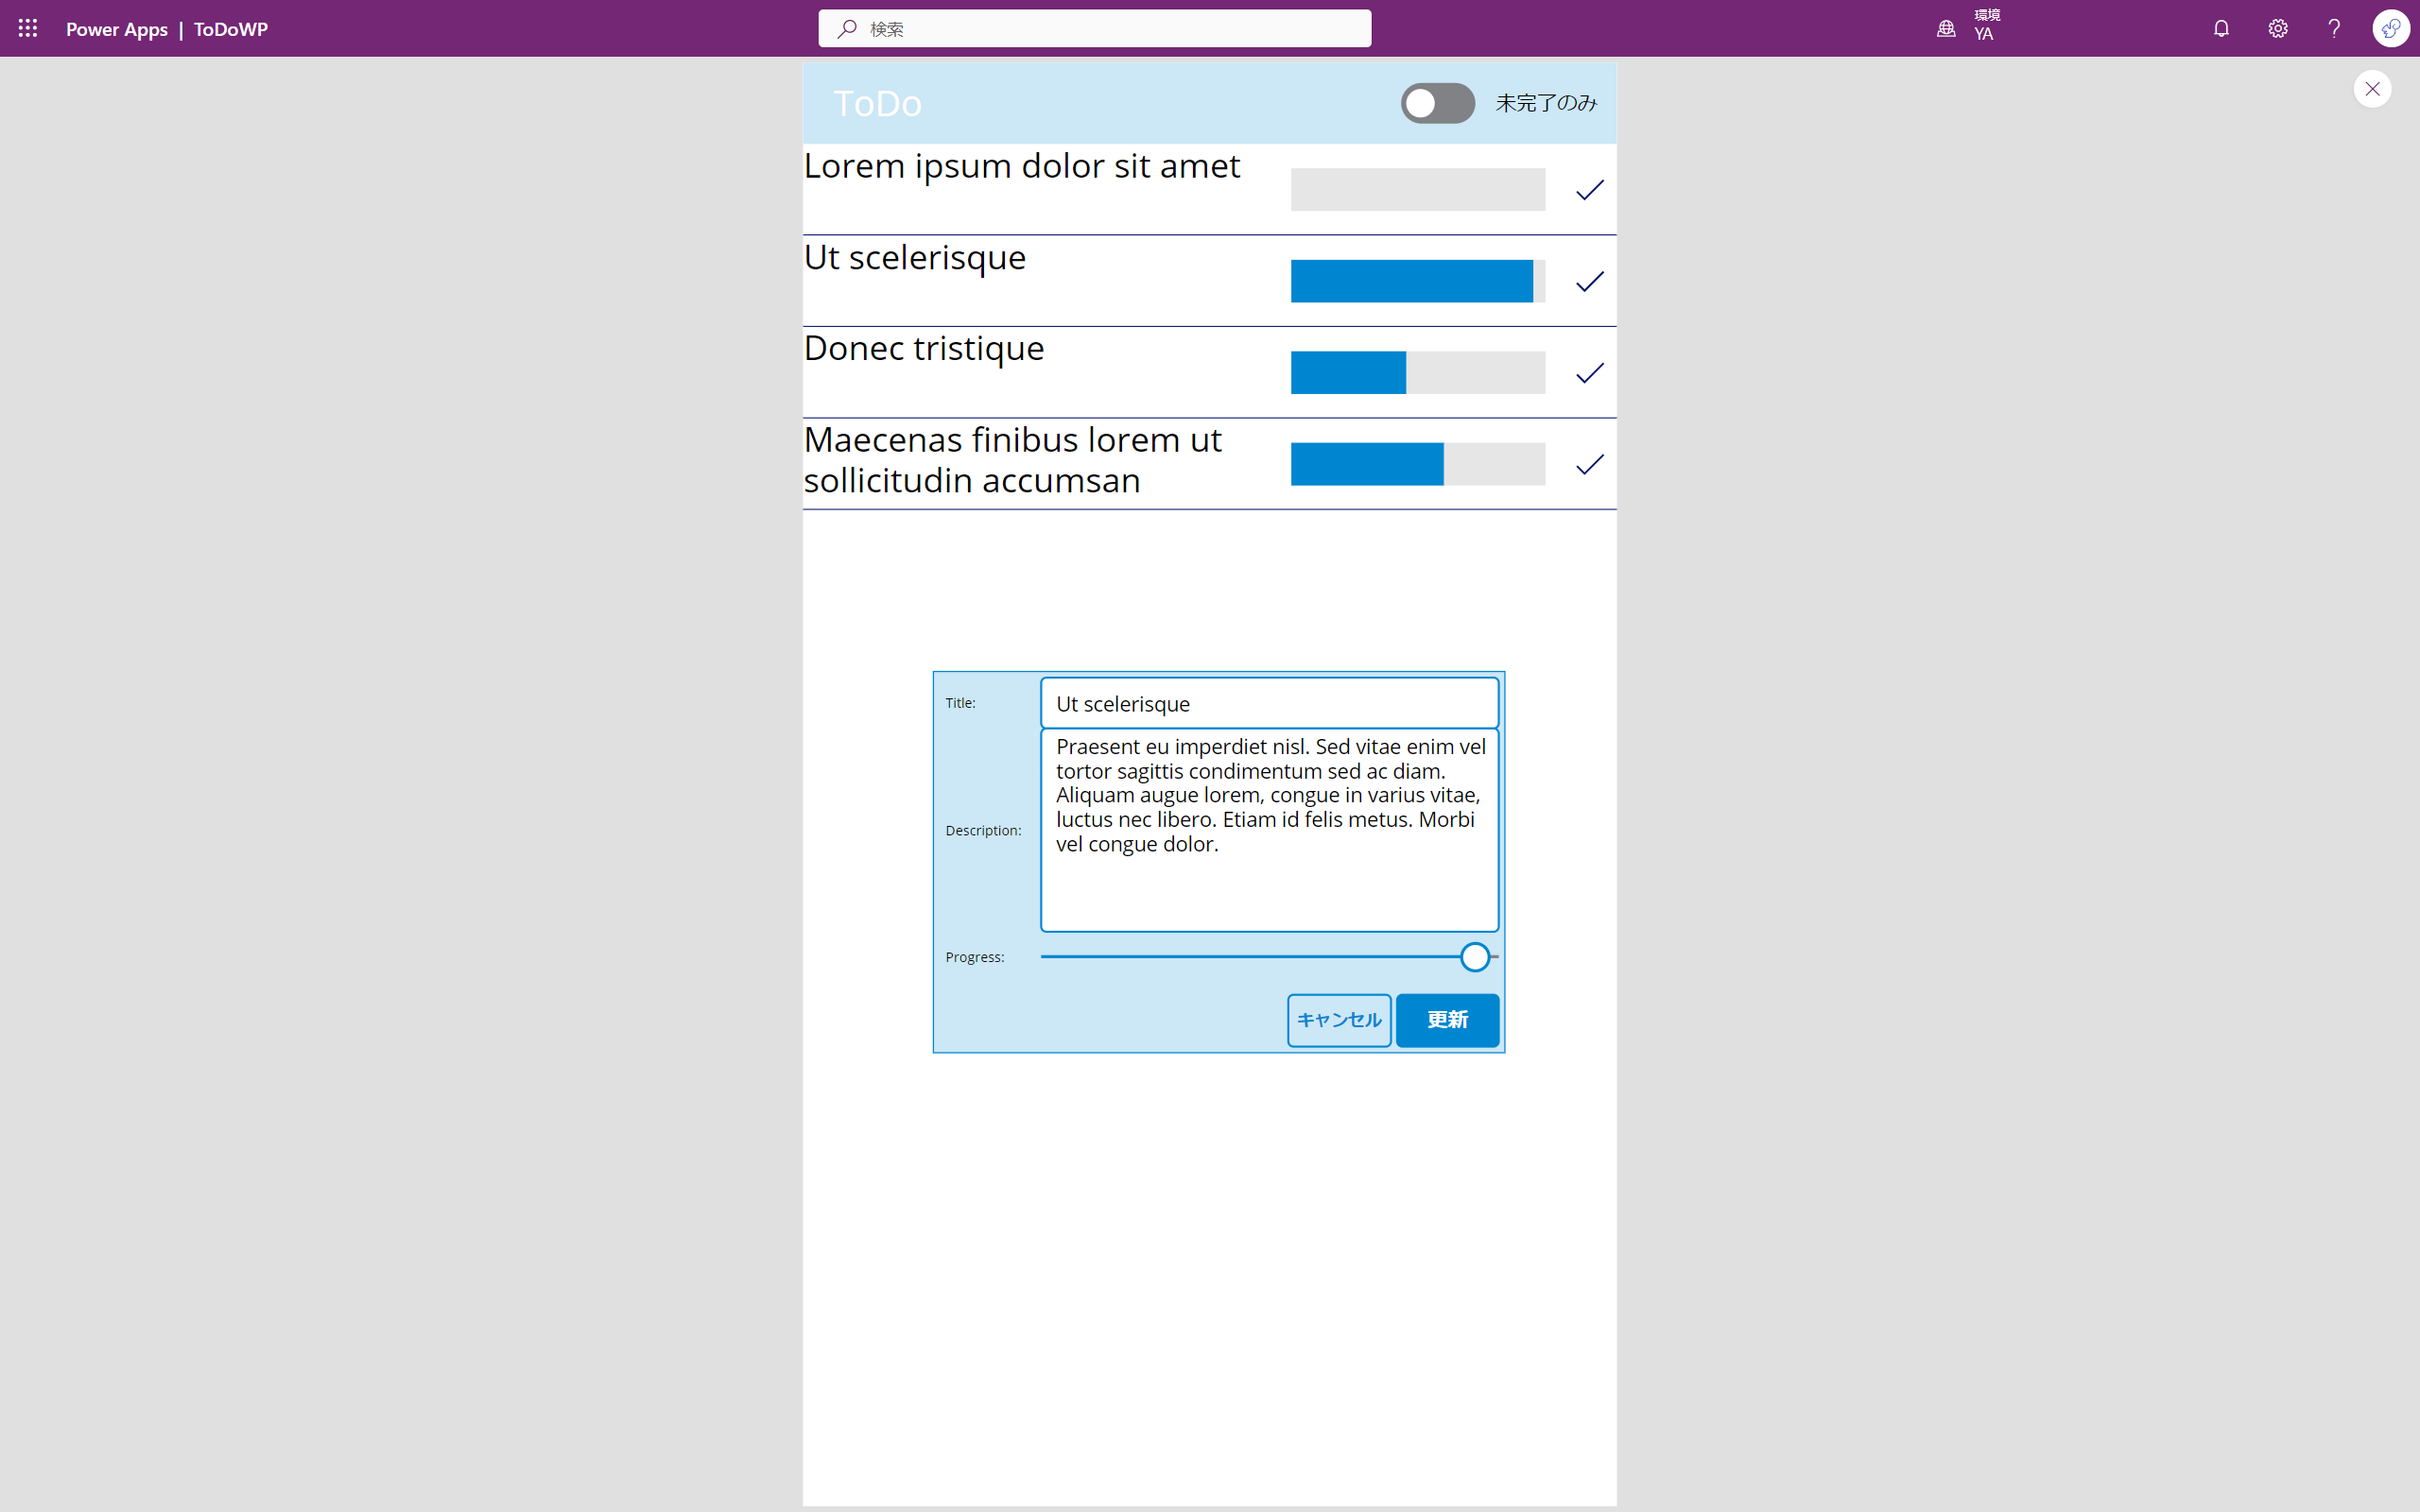 Power Apps | ToDoWP
検索
環境
YA
ToDo
未完了のみ
Lorem ipsum dolor sit amet
Ut scelerisque
Donec tristique
Maecenas finibus lorem ut
sollicitudin accumsan
Title:
Ut scelerisque
Description:
Praesent eu imperdiet nisl. Sed vitae enim vel
tortor sagittis condimentum sed ac diam.
Aliquam augue lorem, congue in varius vitae,
luctus nec libero. Etiam id felis metus. Morbi
vel congue dolor.
Progress:
キャンセル
更新